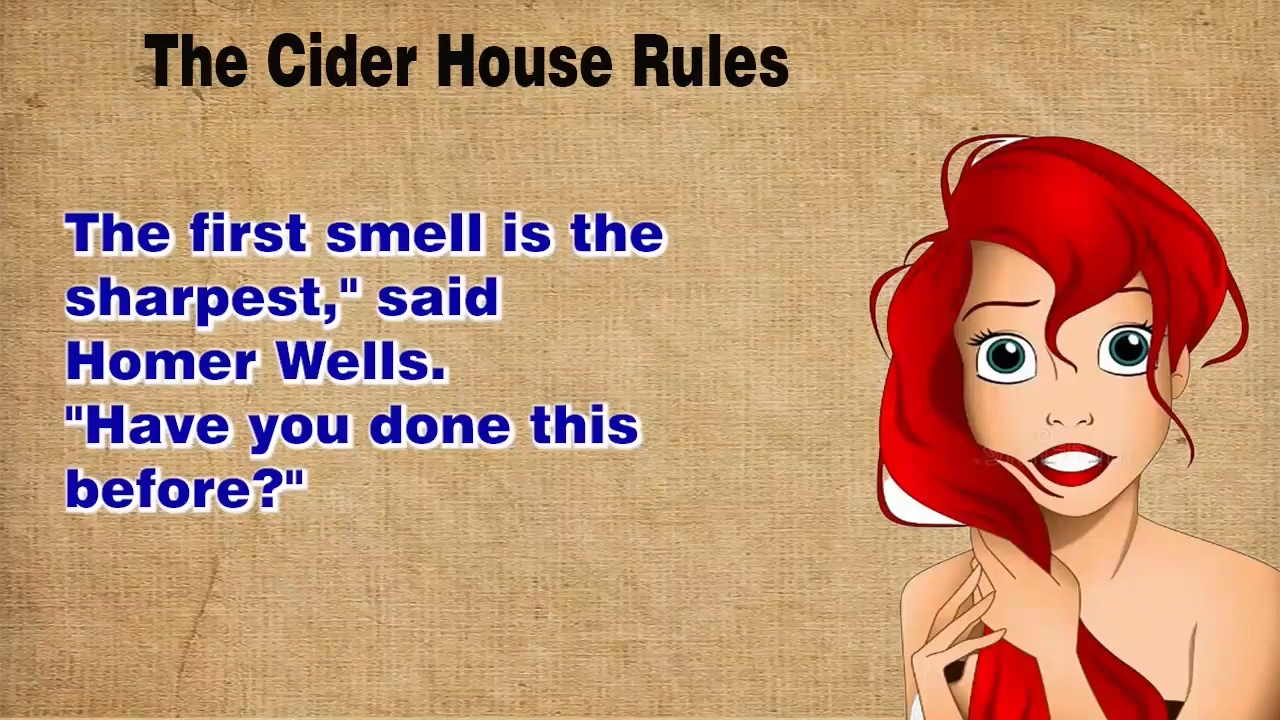 The Cider House Rules
The first smell is the
sharpest," said
Homer Wells.
"Have you done this
before?"